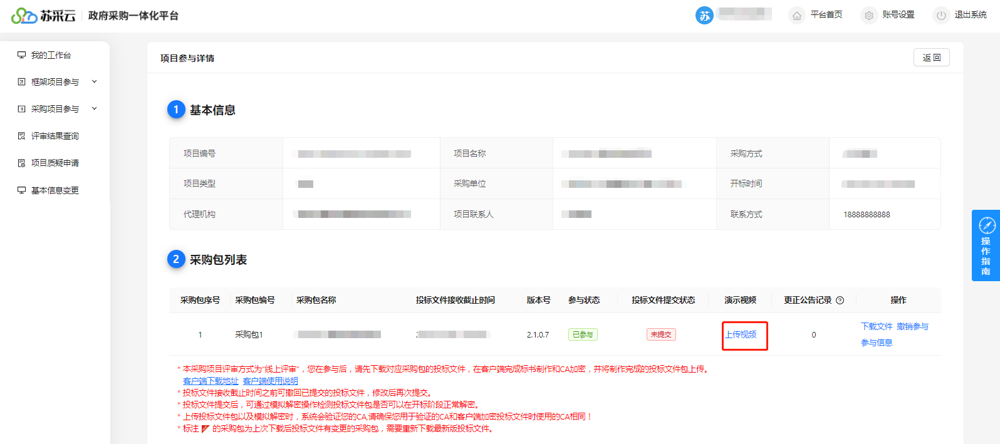 苏采云 政府采购一体化平台
苏 平台首页 账号设置 退出系统
我的工作台
框架项目参与
采购项目参与
评审结果查询
项目质疑申请
基本信息变更
项目参与详情 返 回
1 基本信息
项目编号 项目名称 采购方式
项目类型 采购单位 开标时间
代理机构 项目联系人 联系方式 18888888888
操作指南
2 采购包列表
采购包序号 采购包编号 采购包名称 投标文件接收截止时间 版本号 参与状态 投标文件提交状态 演示视频 更正公告记录 操作
1 采购包1 2.1.0.7 已参与 未提交 上传视频 0 下载文件 撤销参与
参与信息
* 本采购项目评审方式为“线上评审”，您在参与后，请先下载对应采购包的投标文件，在客户端完成标书制作和CA加密，并将制作完成的投标文件包上传。
客户端下载地址 客户端使用说明
* 投标文件接收截止时间之前可撤回已提交的投标文件，修改后再次提交。
* 投标文件提交后，可通过模拟解密操作检测投标文件包是否可以在开标阶段正常解密。
* 上传投标文件包以及模拟解密时，系统会验证您的CA,请确保您用于验证的CA和客户端加密投标文件时使用的CA相同！
* 标注 的采购包为上次下载后投标文件有变更的采购包，需要重新下载最新版投标文件。